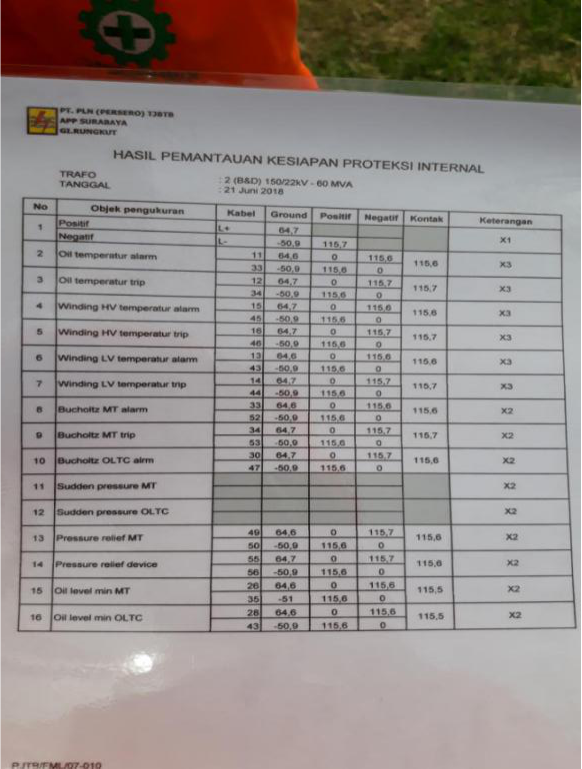 PT. PLN (PERSERO) TJBTB
APP SURABAYA
GI.RUNGKUT
HASIL PEMANTAUAN KESIAPAN PROTEKSI INTERNAL
TRAFO : 2 (B&D) 150/22kV - 60 MVA
TANGGAL : 21 Juni 2018
No Objek pengukuran Kabel Ground Positif Negatif Kontak Keterangan
1 Positif L+ 64,7 X1
Negatif L- -50,9 115,7
2 Oil temperatur alarm 11 64,6 0 115,6 115,6 X3
33 -50,9 115,6 0
3 Oil temperatur trip 12 64,7 0 115,7 115,7 X3
34 -50,9 115,6 0
4 Winding HV temperatur alarm 15 64,7 0 115,6 115,6 X3
45 -50,9 115,6 0
5 Winding HV temperatur trip 16 64,7 0 115,7 115,7 X3
46 -50,9 115,6 0
6 Winding LV temperatur alarm 13 64,6 0 115,6 115,6 X3
43 -50,9 115,6 0
7 Winding LV temperatur trip 14 64,7 0 115,7 115,7 X3
44 -50,9 115,6 0
8 Bucholtz MT alarm 33 64,6 0 115,6 115,6 X2
52 -50,9 115,6 0
9 Bucholtz MT trip 34 64,7 0 115,7 115,7 X2
53 -50,9 115,6 0
10 Bucholtz OLTC alrm 30 64,7 0 115,7 115,6 X2
47 -50,9 115,6 0
11 Sudden pressure MT X2
12 Sudden pressure OLTC X2
13 Pressure relief MT 49 64,6 0 115,7 115,6 X2
50 -50,9 115,6 0
14 Pressure relief device 55 64,7 0 115,7 115,6 X2
56 -50,9 115,6 0
15 Oil level min MT 26 64,6 0 115,6 115,5 X2
35 -51 115,6 0
16 Oil level min OLTC 28 64,6 0 115,6 115,5 X2
43 -50,9 115,6 0
PJTB/FML/07-010